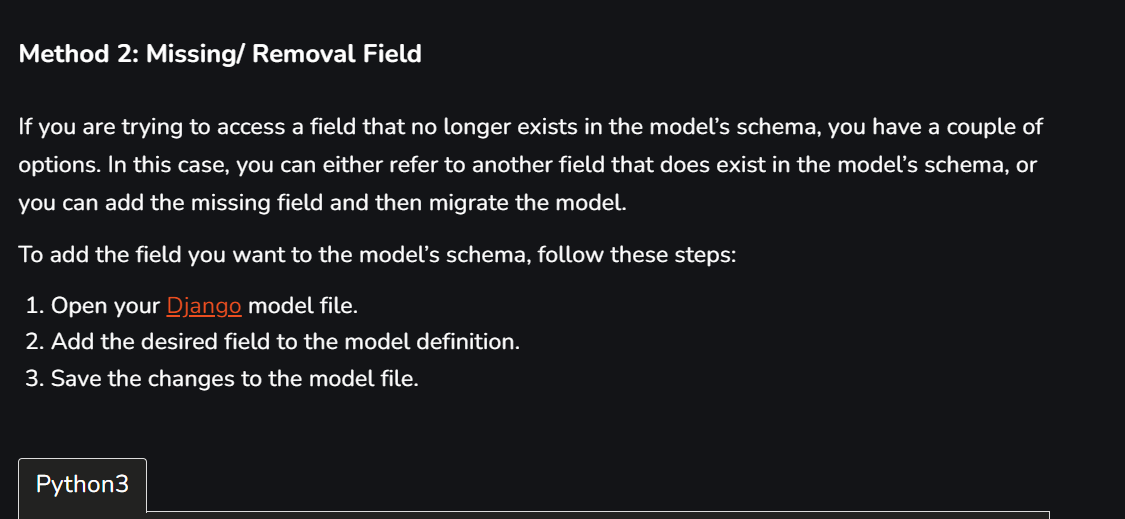 Method 2: Missing/ Removal Field
If you are trying to access a field that no longer exists in the model’s schema, you have a couple of
options. In this case, you can either refer to another field that does exist in the model’s schema, or
you can add the missing field and then migrate the model.
To add the field you want to the model’s schema, follow these steps:
1. Open your Django model file.
2. Add the desired field to the model definition.
3. Save the changes to the model file.
Python3